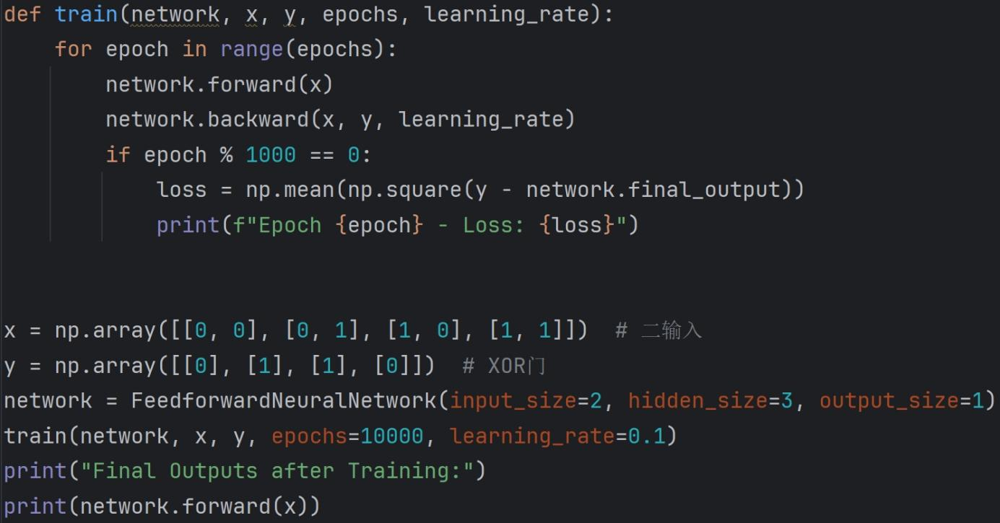 def train(network, x, y, epochs, learning_rate):
    for epoch in range(epochs):
        network.forward(x)
        network.backward(x, y, learning_rate)
        if epoch % 1000 == 0:
            loss = np.mean(np.square(y - network.final_output))
            print(f"Epoch {epoch} - Loss: {loss}")
x = np.array([[0, 0], [0, 1], [1, 0], [1, 1]])  # 二输入
y = np.array([[0], [1], [1], [0]])  # XOR门
network = FeedforwardNeuralNetwork(input_size=2, hidden_size=3, output_size=1)
train(network, x, y, epochs=10000, learning_rate=0.1)
print("Final Outputs after Training:")
print(network.forward(x))